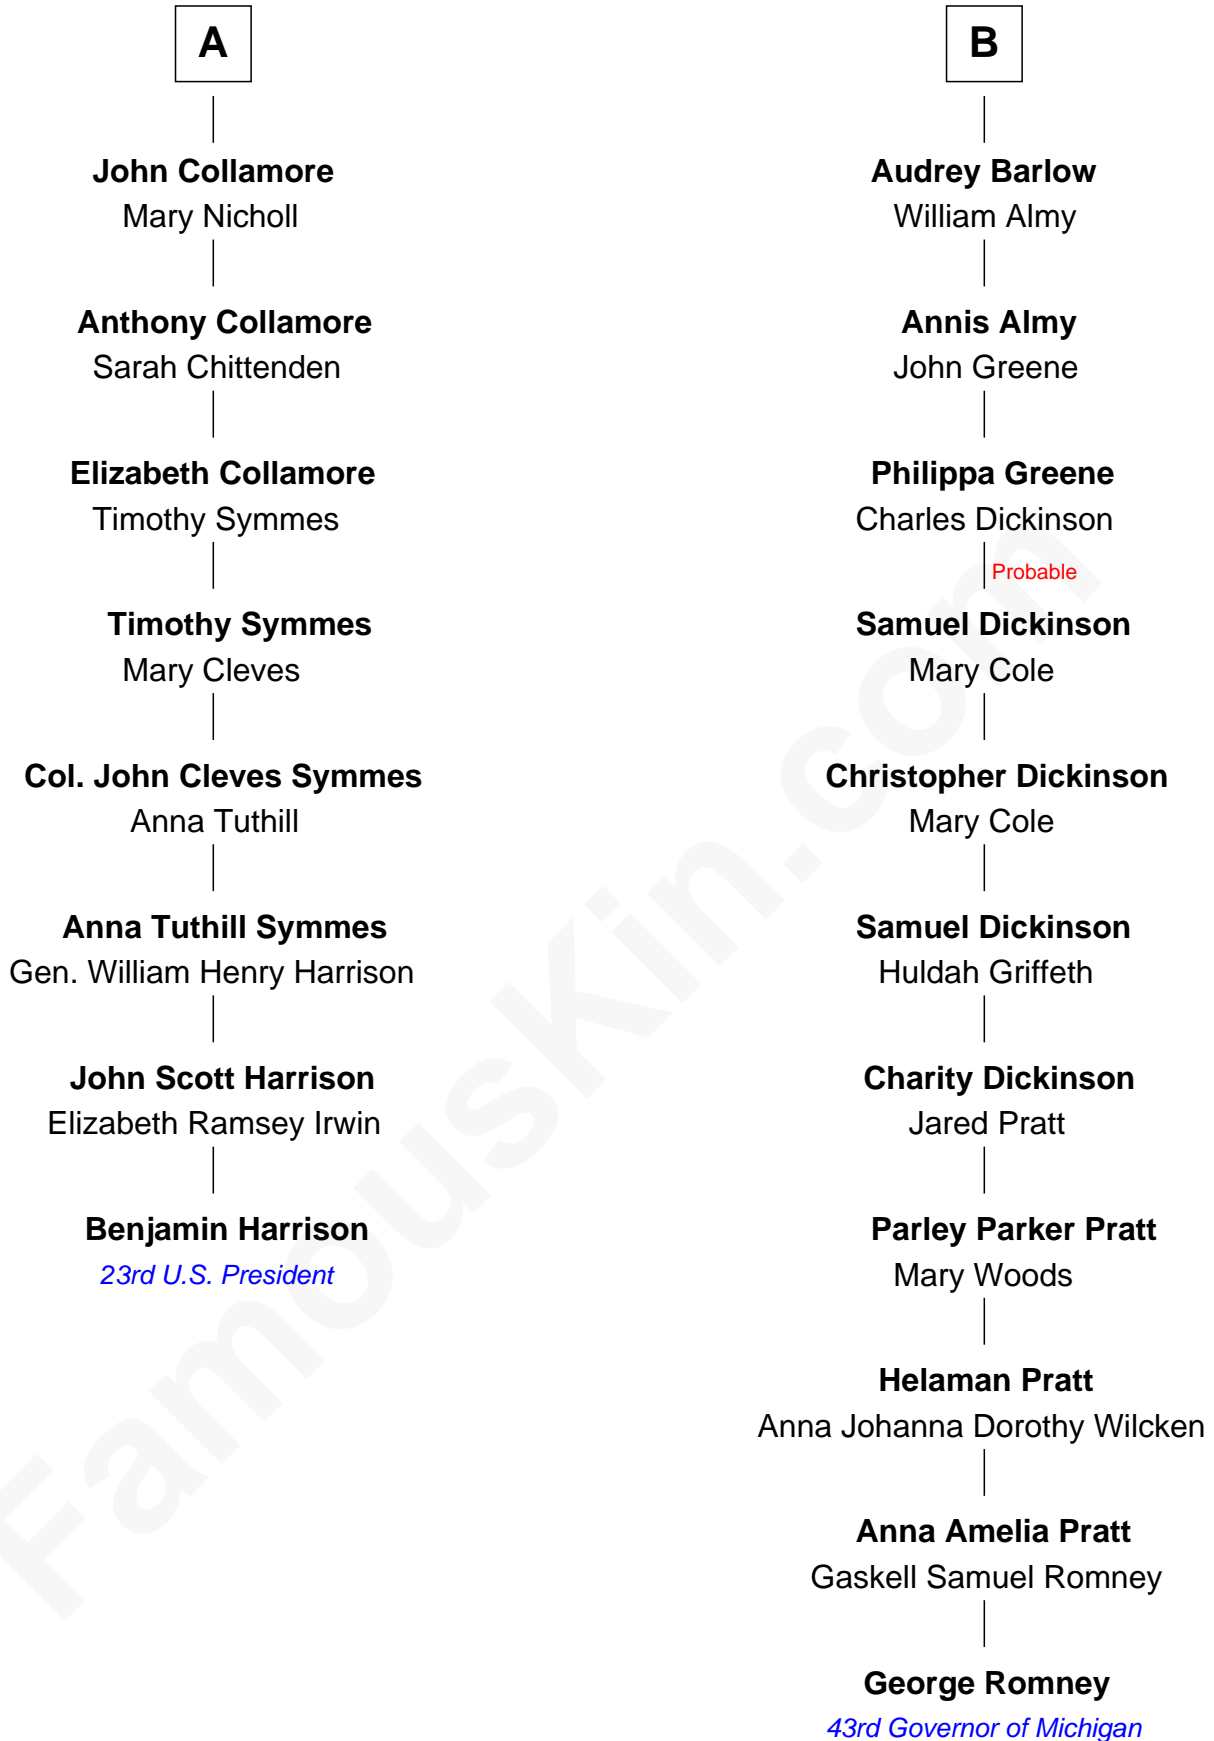 A
John Collamore
Mary Nicholl
Anthony Collamore
Sarah Chittenden
Elizabeth Collamore
Timothy Symmes
Timothy Symmes
Mary Cleves
Col. John Cleves Symmes
Anna Tuthill
Anna Tuthill Symmes
Gen. William Henry Harrison
John Scott Harrison
Elizabeth Ramsey Irwin
Benjamin Harrison
23rd U.S. President
B
Audrey Barlow
William Almy
Annis Almy
John Greene
Philippa Greene
Charles Dickinson
Probable
Samuel Dickinson
Mary Cole
Christopher Dickinson
Mary Cole
Samuel Dickinson
Huldah Griffeth
Charity Dickinson
Jared Pratt
Parley Parker Pratt
Mary Woods
Helaman Pratt
Anna Johanna Dorothy Wilcken
Anna Amelia Pratt
Gaskell Samuel Romney
George Romney
43rd Governor of Michigan
FamousKin.com